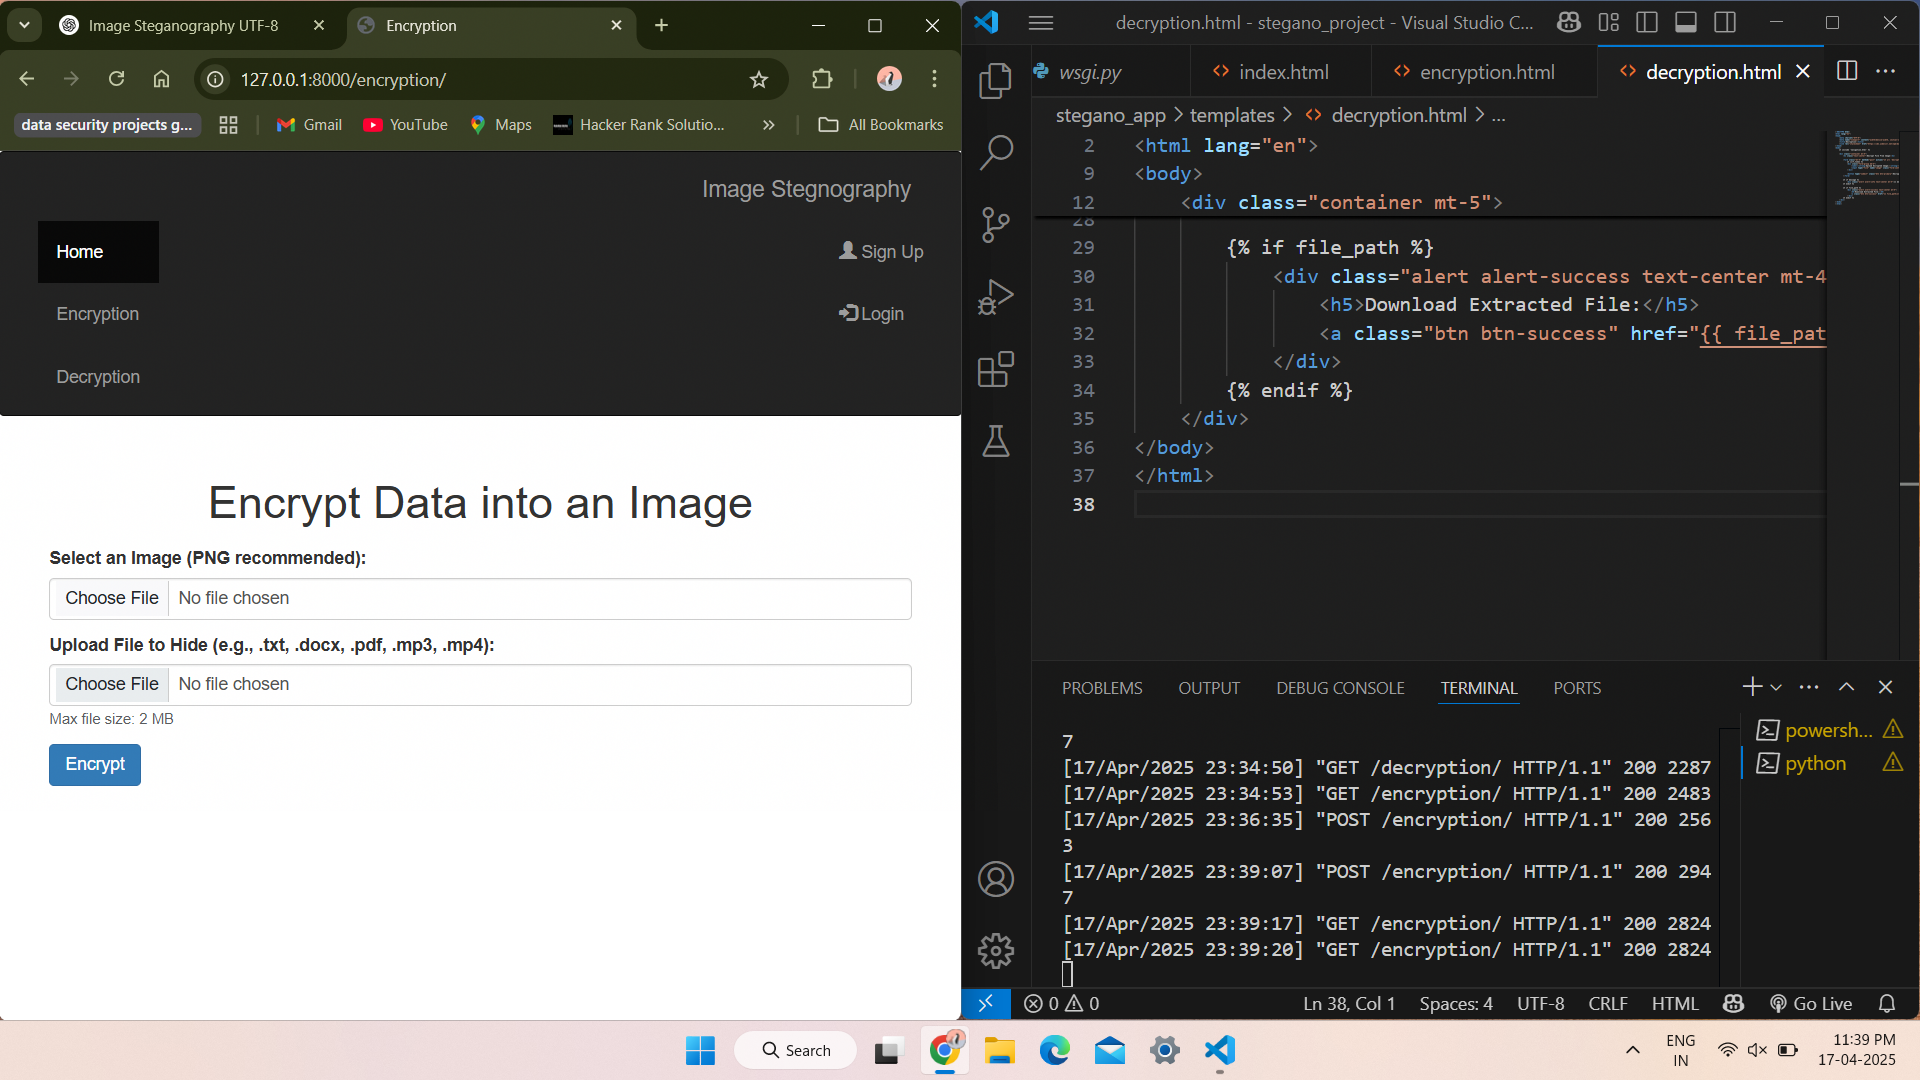 Image Steganography UTF-8
Encryption
127.0.0.1:8000/encryption/
data security projects g...
Gmail
YouTube
Maps
Hacker Rank Solutio...
All Bookmarks
Image Stegnography
Home
Sign Up
Encryption
Login
Decryption
Encrypt Data into an Image
Select an Image (PNG recommended):
Choose File No file chosen
Upload File to Hide (e.g., .txt, .docx, .pdf, .mp3, .mp4):
Choose File No file chosen
Max file size: 2 MB
Encrypt
decryption.html - stegano_project - Visual Studio C...
wsgi.py
index.html
encryption.html
decryption.html
stegano_app > templates > decryption.html > ...
2 <html lang="en">
9 <body>
12 <div class="container mt-5">
28
29 {% if file_path %}
30 <div class="alert alert-success text-center mt-4
31 <h5>Download Extracted File:</h5>
32 <a class="btn btn-success" href="{{ file_pat
33 </div>
34 {% endif %}
35 </div>
36 </body>
37 </html>
38
PROBLEMS OUTPUT DEBUG CONSOLE TERMINAL PORTS
7
[17/Apr/2025 23:34:50] "GET /decryption/ HTTP/1.1" 200 2287
[17/Apr/2025 23:34:53] "GET /encryption/ HTTP/1.1" 200 2483
[17/Apr/2025 23:36:35] "POST /encryption/ HTTP/1.1" 200 256
3
[17/Apr/2025 23:39:07] "POST /encryption/ HTTP/1.1" 200 294
7
[17/Apr/2025 23:39:17] "GET /encryption/ HTTP/1.1" 200 2824
[17/Apr/2025 23:39:20] "GET /encryption/ HTTP/1.1" 200 2824
powersh...
python
0 0
Ln 38, Col 1 Spaces: 4 UTF-8 CRLF HTML Go Live
Search
ENG
IN
11:39 PM
17-04-2025